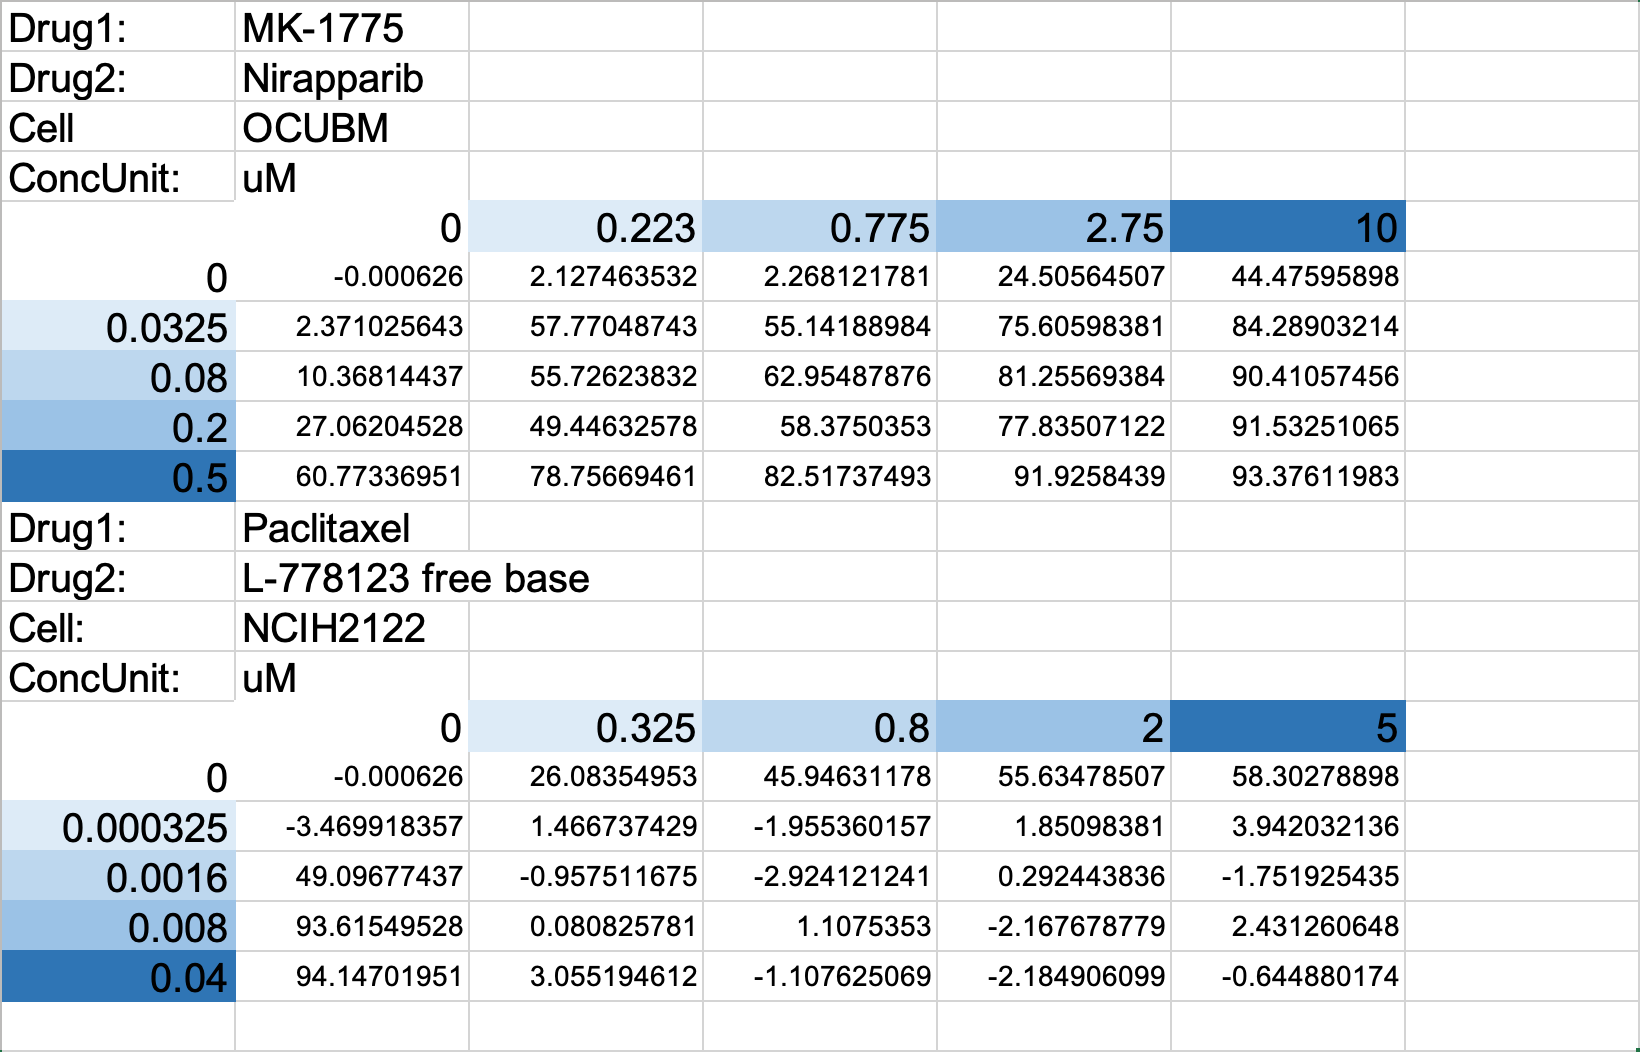 Drug1: MK-1775
Drug2: Nirapparib
Cell OCUBM
ConcUnit: uM
0 0.223 0.775 2.75 10
0 -0.000626 2.127463532 2.268121781 24.50564507 44.47595898
0.0325 2.371025643 57.77048743 55.14188984 75.60598381 84.28903214
0.08 10.36814437 55.72623832 62.95487876 81.25569384 90.41057456
0.2 27.06204528 49.44632578 58.3750353 77.83507122 91.53251065
0.5 60.77336951 78.75669461 82.51737493 91.9258439 93.37611983
Drug1: Paclitaxel
Drug2: L-778123 free base
Cell: NCIH2122
ConcUnit: uM
0 0.325 0.8 2 5
0 -0.000626 26.08354953 45.94631178 55.63478507 58.30278898
0.000325 -3.469918357 1.466737429 -1.955360157 1.85098381 3.942032136
0.0016 49.09677437 -0.957511675 -2.924121241 0.292443836 -1.751925435
0.008 93.61549528 0.080825781 1.1075353 -2.167678779 2.431260648
0.04 94.14701951 3.055194612 -1.107625069 -2.184906099 -0.644880174